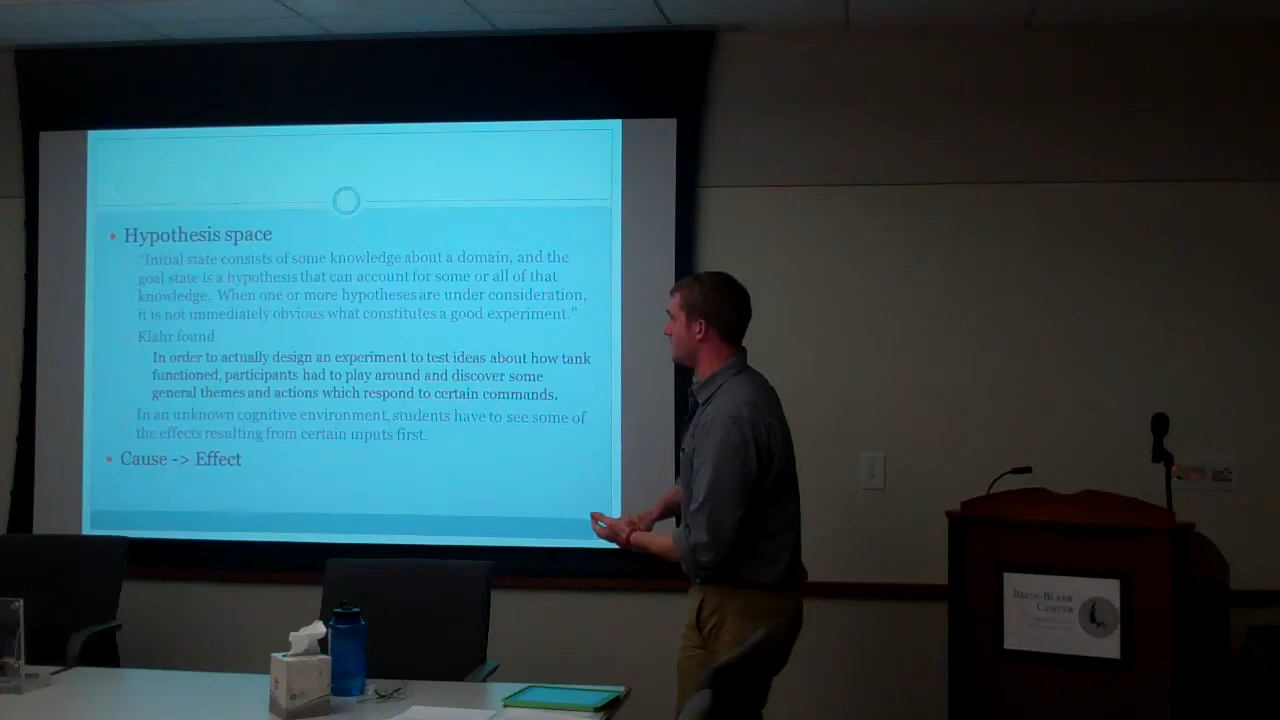 Hypothesis space
"Initial state consists of some knowledge about a domain, and the
goal state is a hypothesis that can account for some or all of that
knowledge. When one or more hypotheses are under consideration,
it is not immediately obvious what constitutes a good experiment."
Klahr found
In order to actually design an experiment to test ideas about how tank
functioned, participants had to play around and discover some
general themes and actions which respond to certain commands.
In an unknown cognitive environment, students have to see some of
the effects resulting from certain inputs first.
Cause -> Effect
Belin-Blank
Center